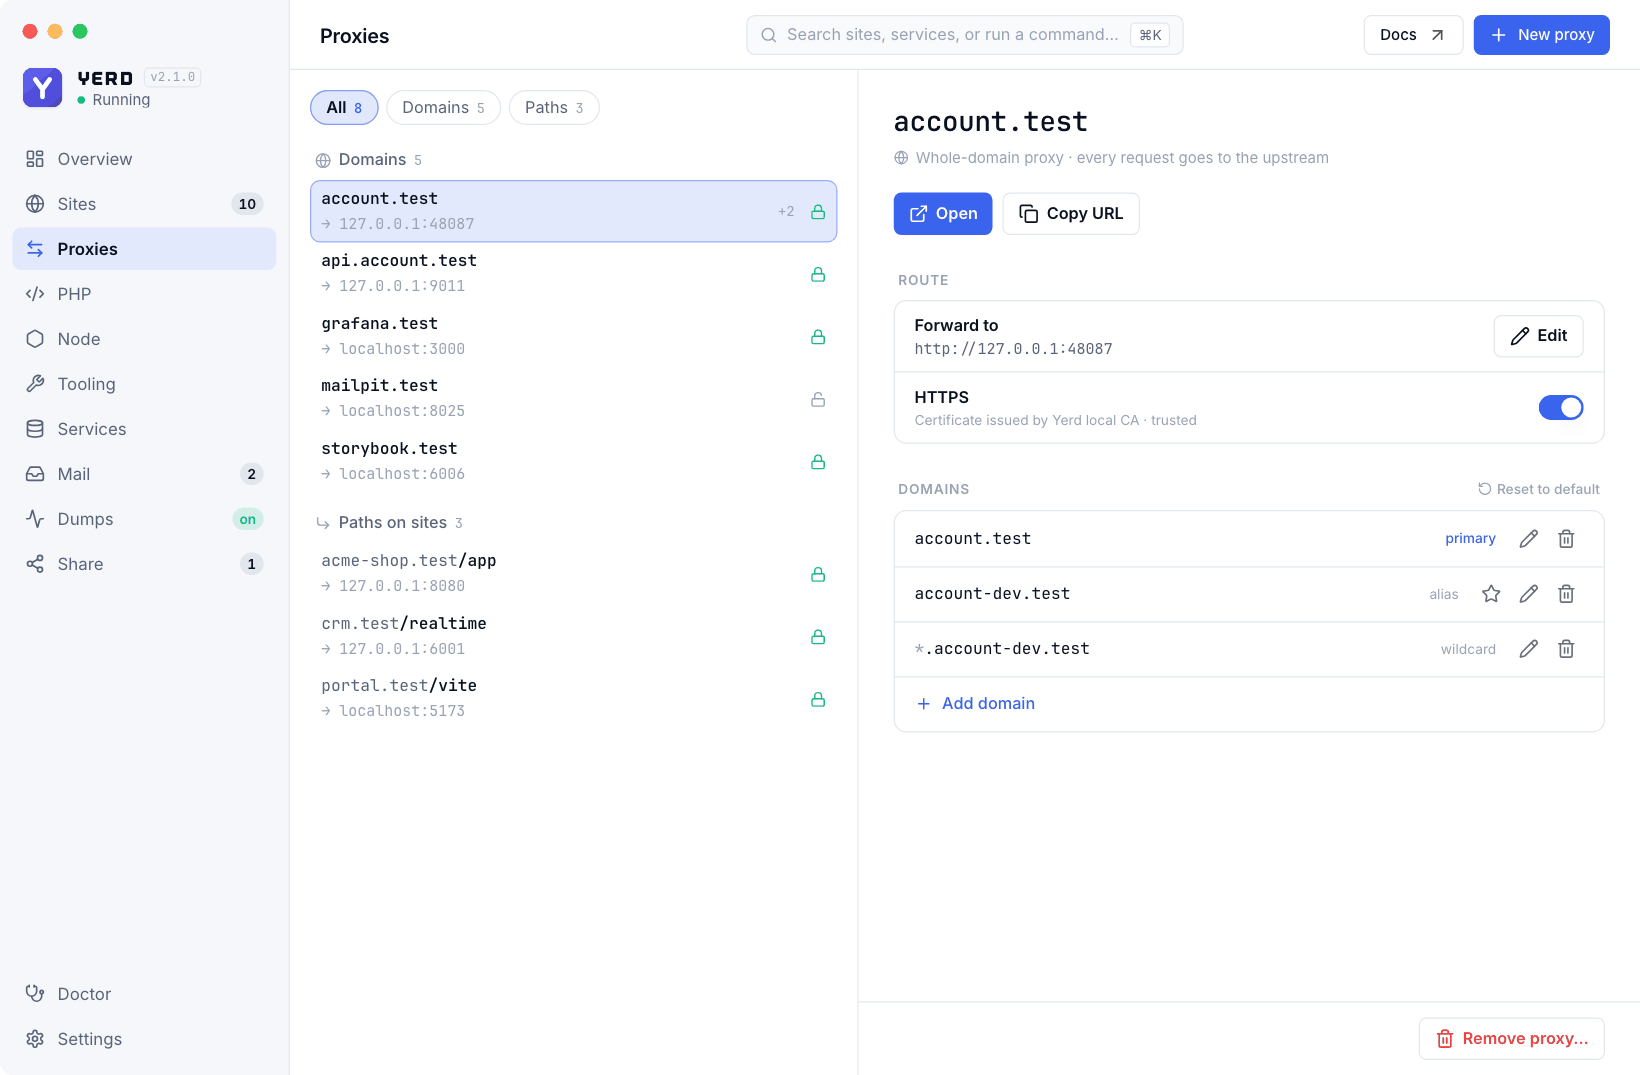 Proxies
Search sites, services, or run a command...
⌘K
Docs
New proxy
Y
YERD
v2.1.0
Running
Overview
Sites
10
Proxies
PHP
Node
Tooling
Services
Mail
2
Dumps
on
Share
1
Doctor
Settings
All 8
Domains 5
Paths 3
Domains 5
account.test
→ 127.0.0.1:48087
+2
api.account.test
→ 127.0.0.1:9011
grafana.test
→ localhost:3000
mailpit.test
→ localhost:8025
storybook.test
→ localhost:6006
Paths on sites 3
acme-shop.test/app
→ 127.0.0.1:8080
crm.test/realtime
→ 127.0.0.1:6001
portal.test/vite
→ localhost:5173
account.test
Whole-domain proxy · every request goes to the upstream
Open
Copy URL
ROUTE
Forward to
http://127.0.0.1:48087
Edit
HTTPS
Certificate issued by Yerd local CA · trusted
DOMAINS
Reset to default
account.test
primary
account-dev.test
alias
*.account-dev.test
wildcard
+ Add domain
Remove proxy...